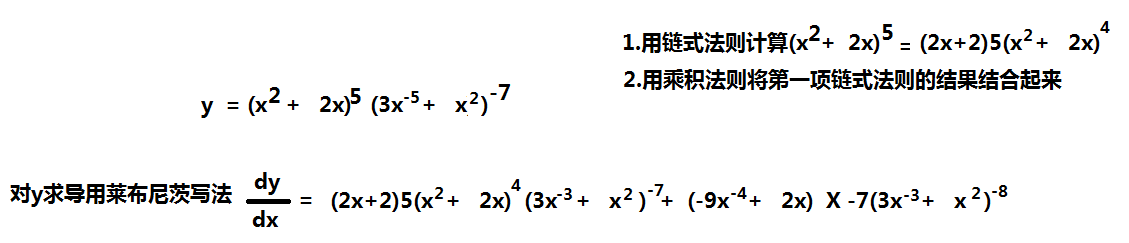 1.用链式法则计算(x²+ 2x)⁵ = (2x+2)5(x²+ 2x)⁴
2.用乘积法则将第一项链式法则的结果结合起来
y = (x²+ 2x)⁵ (3x⁻⁵+ x²)⁻⁷
对y求导用莱布尼茨写法 dy/dx = (2x+2)5(x²+ 2x)⁴(3x⁻³+ x²)⁻⁷+ (-9x⁻⁴+ 2x) X -7(3x⁻³+ x²)⁻⁸